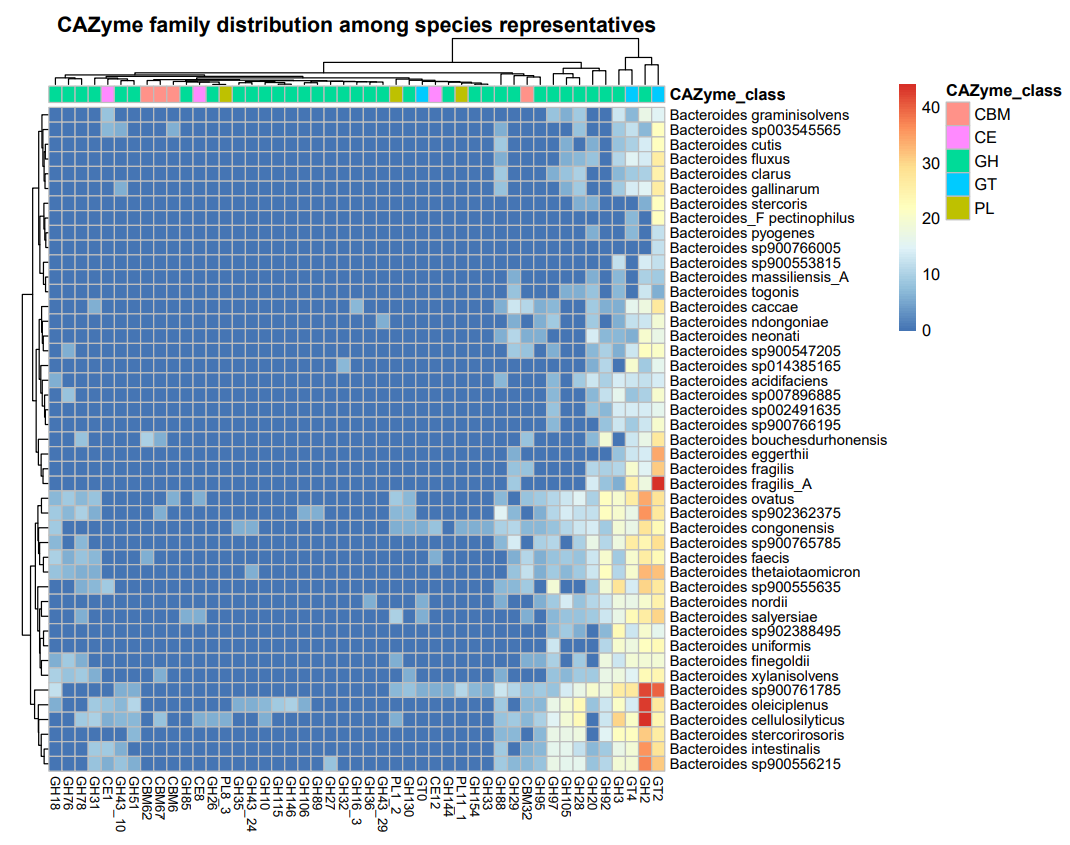 CAZyme family distribution among species representatives
CAZyme_class
Bacteroides graminisolvens
Bacteroides sp003545565
Bacteroides cutis
Bacteroides fluxus
Bacteroides clarus
Bacteroides gallinarum
Bacteroides stercoris
Bacteroides_F pectinophilus
Bacteroides pyogenes
Bacteroides sp900766005
Bacteroides sp900553815
Bacteroides massiliensis_A
Bacteroides togonis
Bacteroides caccae
Bacteroides ndongoniae
Bacteroides neonati
Bacteroides sp900547205
Bacteroides sp014385165
Bacteroides acidifaciens
Bacteroides sp007896885
Bacteroides sp002491635
Bacteroides sp900766195
Bacteroides bouchesdurhonensis
Bacteroides eggerthii
Bacteroides fragilis
Bacteroides fragilis_A
Bacteroides ovatus
Bacteroides sp902362375
Bacteroides congonensis
Bacteroides sp900765785
Bacteroides faecis
Bacteroides thetaiotaomicron
Bacteroides sp900555635
Bacteroides nordii
Bacteroides salyersiae
Bacteroides sp902388495
Bacteroides uniformis
Bacteroides finegoldii
Bacteroides xylanisolvens
Bacteroides sp900761785
Bacteroides oleiciplenus
Bacteroides cellulosilyticus
Bacteroides stercorirosoris
Bacteroides intestinalis
Bacteroides sp900556215
GH18
GH76
GH78
GH31
CE1
GH43_10
GH51
CBM62
CBM67
CBM6
GH85
CE8
GH26
PL8_3
GH35
GH43_24
GH10
GH115
GH146
GH106
GH89
GH27
GH32
GH16_3
GH36
GH43_29
PL1_2
GH130
GT0
CE12
GH144
PL11_1
GH154
GH33
GH88
GH29
CBM32
GH95
GH97
GH105
GH28
GH20
GH92
GH3
GT4
GH2
GT2
40
30
20
10
0
CAZyme_class
CBM
CE
GH
GT
PL